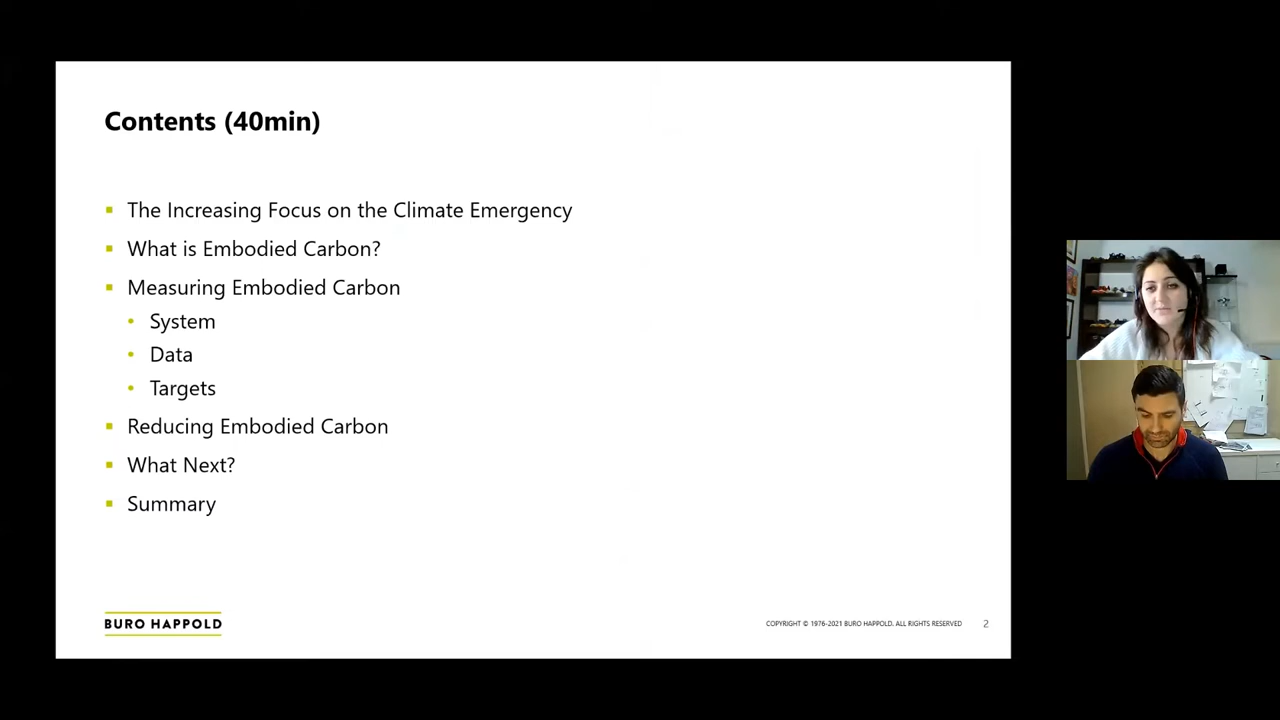 Contents (40min)
The Increasing Focus on the Climate Emergency
What is Embodied Carbon?
Measuring Embodied Carbon
System
Data
Targets
Reducing Embodied Carbon
What Next?
Summary
BURO HAPPOLD
COPYRIGHT © 1976-2021 BURO HAPPOLD. ALL RIGHTS RESERVED
2